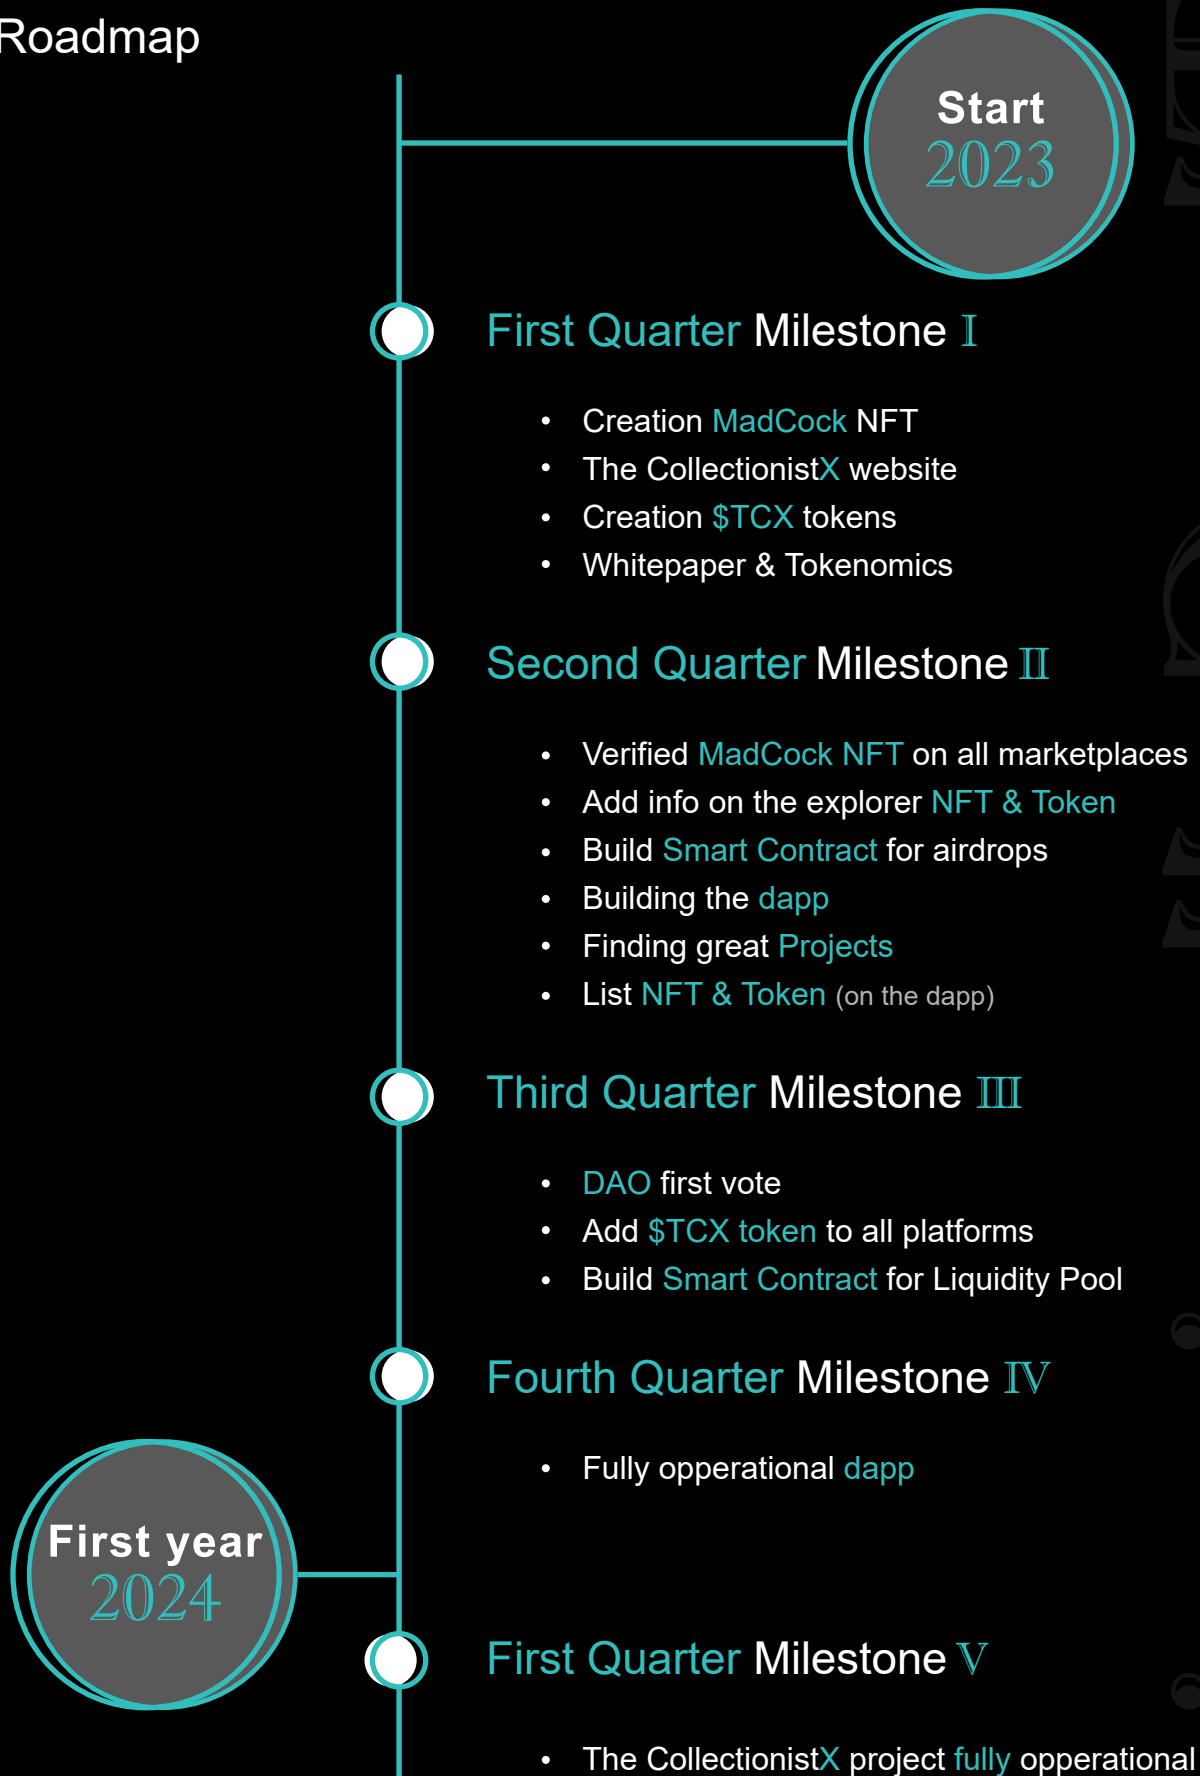 Roadmap
Start
2023
First Quarter Milestone I
• Creation MadCock NFT
• The CollectionistX website
• Creation $TCX tokens
• Whitepaper & Tokenomics
Second Quarter Milestone II
• Verified MadCock NFT on all marketplaces
• Add info on the explorer NFT & Token
• Build Smart Contract for airdrops
• Building the dapp
• Finding great Projects
• List NFT & Token (on the dapp)
Third Quarter Milestone III
• DAO first vote
• Add $TCX token to all platforms
• Build Smart Contract for Liquidity Pool
Fourth Quarter Milestone IV
• Fully opperational dapp
First year
2024
First Quarter Milestone V
• The CollectionistX project fully opperational